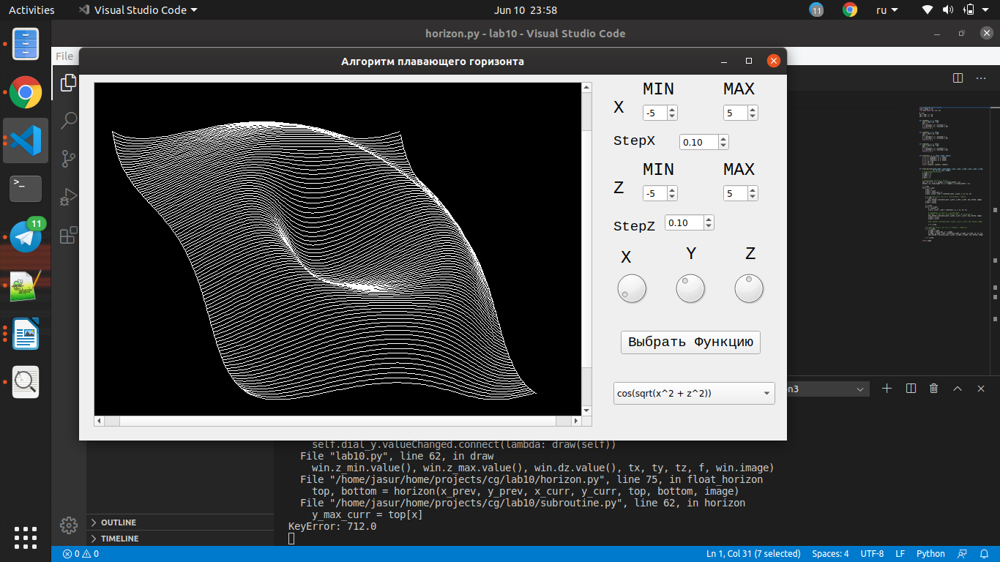 Activities
Visual Studio Code
Jun 10 23:58
11
ru
horizon.py - lab10 - Visual Studio Code
File
Алгоритм плавающего горизонта
MIN MAX
X -5 5
StepX 0.10
MIN MAX
Z -5 5
StepZ 0.10
X Y Z
Выбрать Функцию
cos(sqrt(x^2 + z^2))
11
>_
n3
self.dial_y.valueChanged.connect(lambda: draw(self))
File "lab10.py", line 62, in draw
win.z_min.value(), win.z_max.value(), win.dz.value(), tx, ty, tz, f, win.image)
File "/home/jasur/home/projects/cg/lab10/horizon.py", line 75, in float_horizon
top, bottom = horizon(x_prev, y_prev, x_curr, y_curr, top, bottom, image)
File "/home/jasur/home/projects/cg/lab10/subroutine.py", line 62, in horizon
y_max_curr = top[x]
KeyError: 712.0
OUTLINE
TIMELINE
0 0
Ln 1, Col 31 (7 selected) Spaces: 4 UTF-8 LF Python